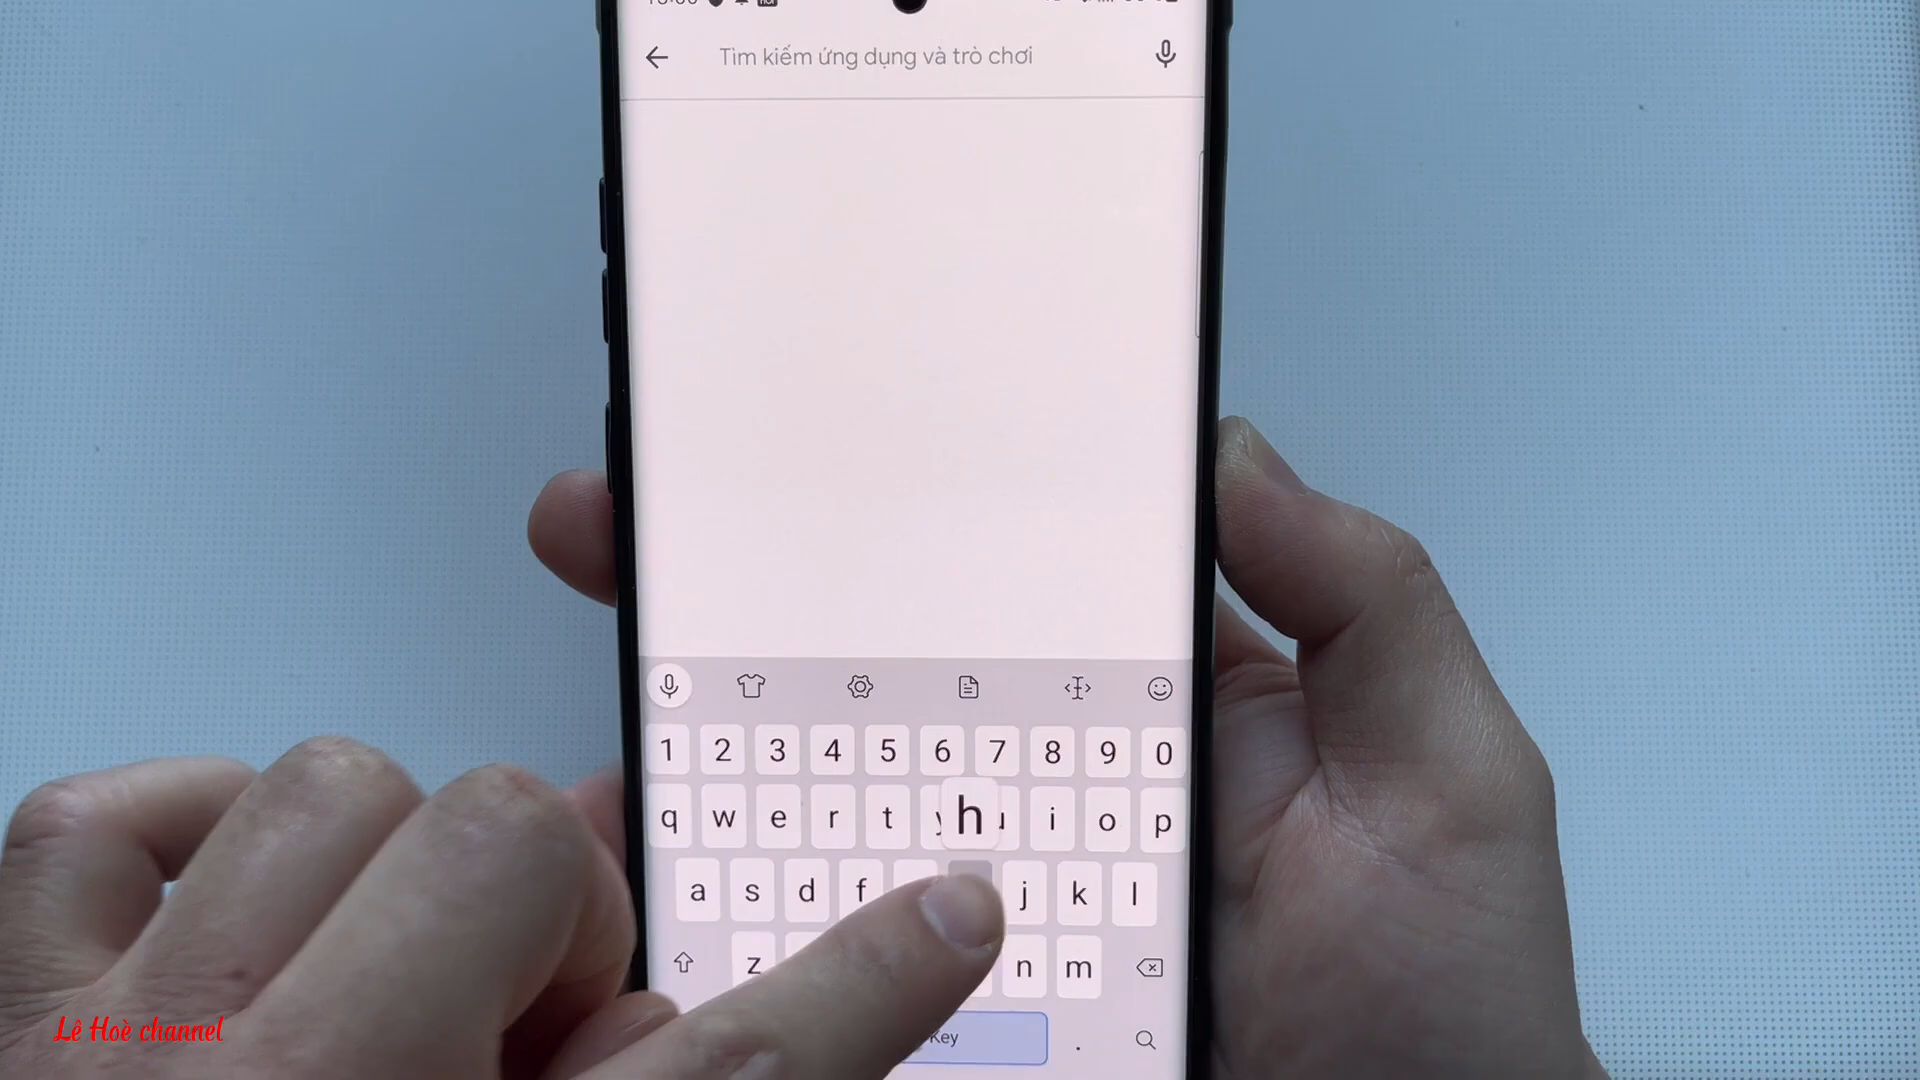 Tìm kiếm ứng dụng và trò chơi
1 2 3 4 5 6 7 8 9 0
q w e r t h i o p
a s d f j k l
z n m
Key .
Lê Hoè channel